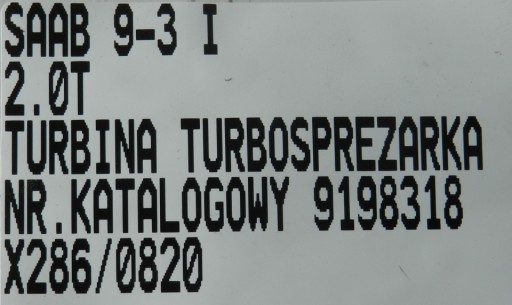 SAAB 9-3 I
2.0T
TURBINA TURBOSPREZARKA
NR.KATALOGOWY 9198318
X286/0820